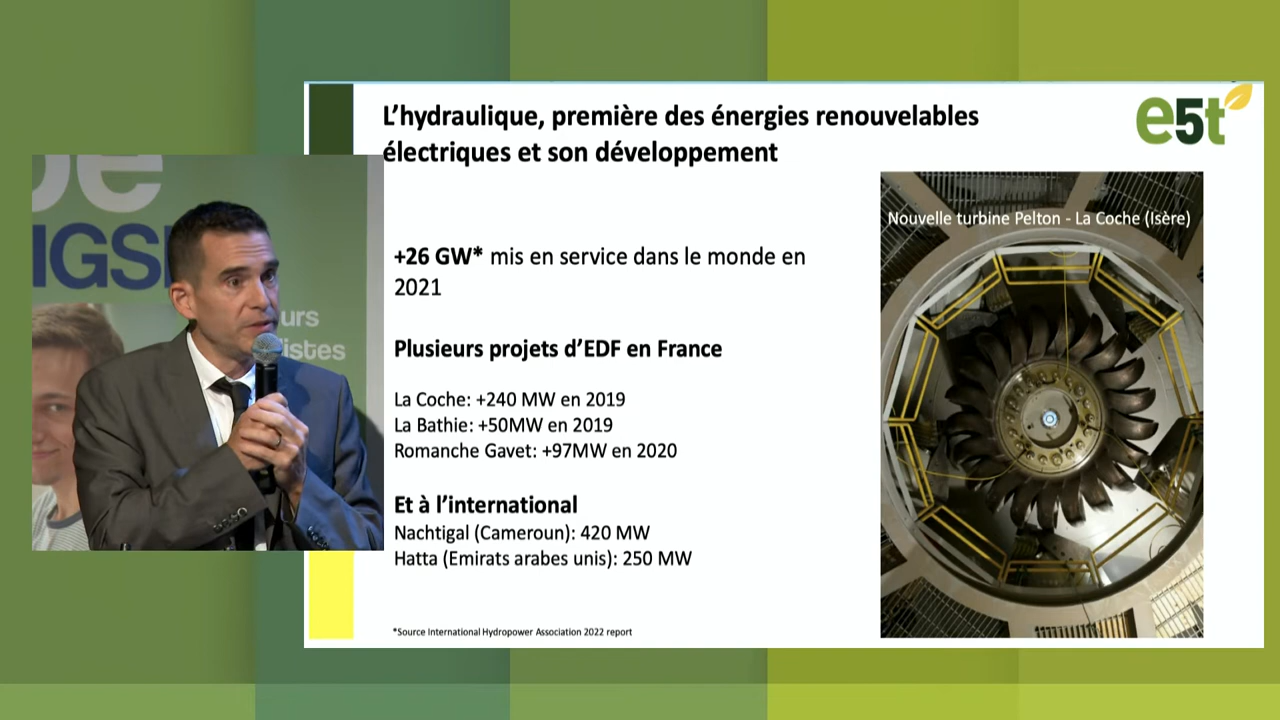 L'hydraulique, première des énergies renouvelables
électriques et son développement
e5t
Nouvelle turbine Pelton - La Coche (Isère)
+26 GW* mis en service dans le monde en
2021
Plusieurs projets d'EDF en France
La Coche: +240 MW en 2019
La Bathie: +50MW en 2019
Romanche Gavet: +97MW en 2020
Et à l'international
Nachtigal (Cameroun): 420 MW
Hatta (Emirats arabes unis): 250 MW
*Source International Hydropower Association 2022 report